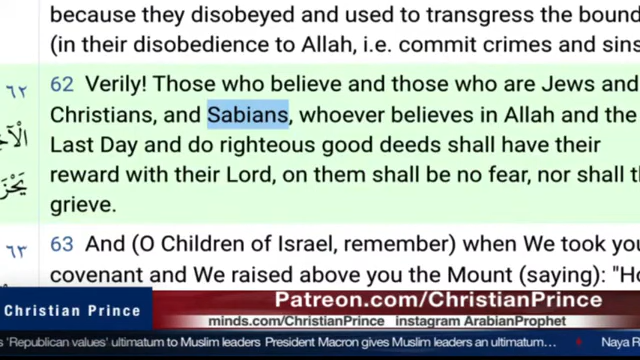 because they disobeyed and used to transgress the bound
(in their disobedience to Allah, i.e. commit crimes and sins
٦٢ 62 Verily! Those who believe and those who are Jews and
Christians, and Sabians, whoever believes in Allah and the
Last Day and do righteous good deeds shall have their
reward with their Lord, on them shall be no fear, nor shall th
grieve.
٦٣ 63 And (O Children of Israel, remember) when We took you
covenant and We raised above you the Mount (saying): "Ho
Christian Prince
Patreon.com/ChristianPrince
minds.com/ChristianPrince instagram ArabianProphet
s 'Republican values' ultimatum to Muslim leaders President Macron gives Muslim leaders an ultimatum… Naya R